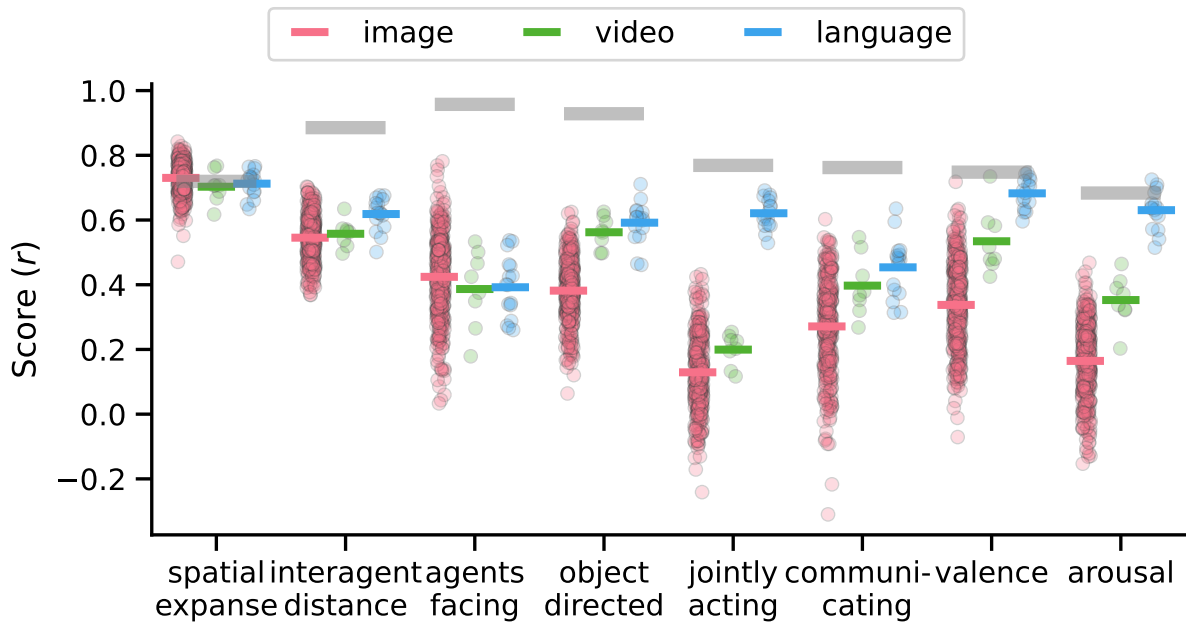 image video language
1.0
0.8
0.6
0.4
0.2
0.0
−0.2
Score (r)
spatial expanse
interagent distance
agents facing
object directed
jointly acting
communi- cating
valence
arousal